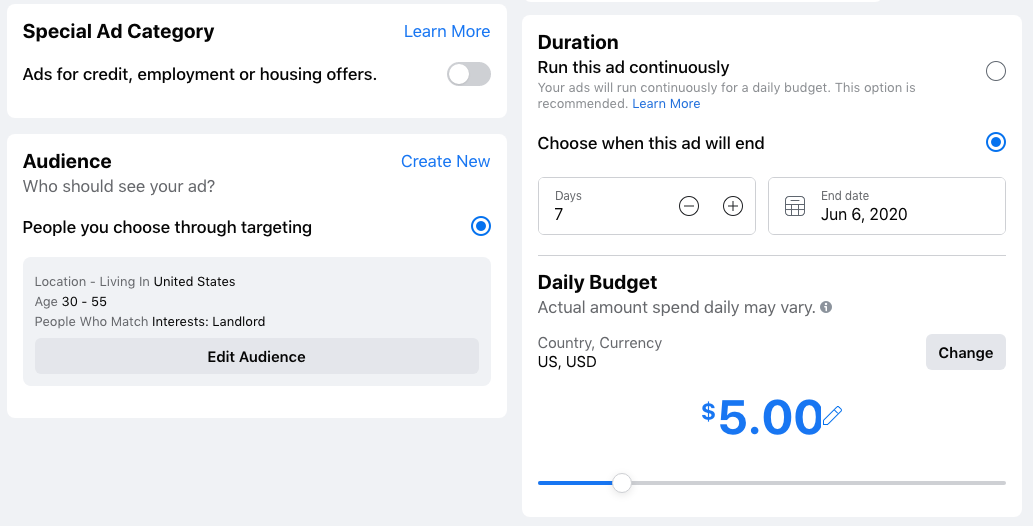 Special Ad Category
Learn More
Ads for credit, employment or housing offers.
Audience
Create New
Who should see your ad?
People you choose through targeting
Location - Living In United States
Age 30 - 55
People Who Match Interests: Landlord
Edit Audience
Duration
Run this ad continuously
Your ads will run continuously for a daily budget. This option is
recommended. Learn More
Choose when this ad will end
Days
7
End date
Jun 6, 2020
Daily Budget
Actual amount spend daily may vary.
Country, Currency
US, USD
Change
$5.00